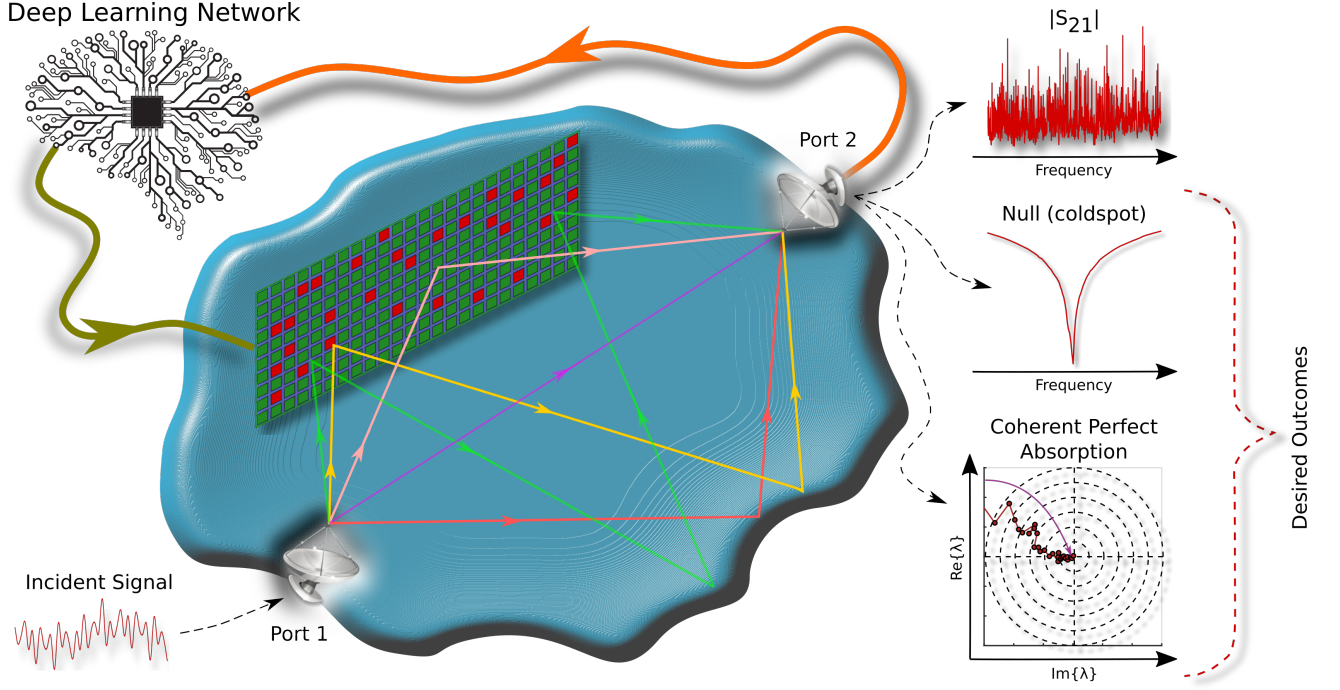 Deep Learning Network
|S21|
Frequency
Port 2
Null (coldspot)
Frequency
Coherent Perfect
Absorption
Re{λ}
Im{λ}
Desired Outcomes
Incident Signal
Port 1